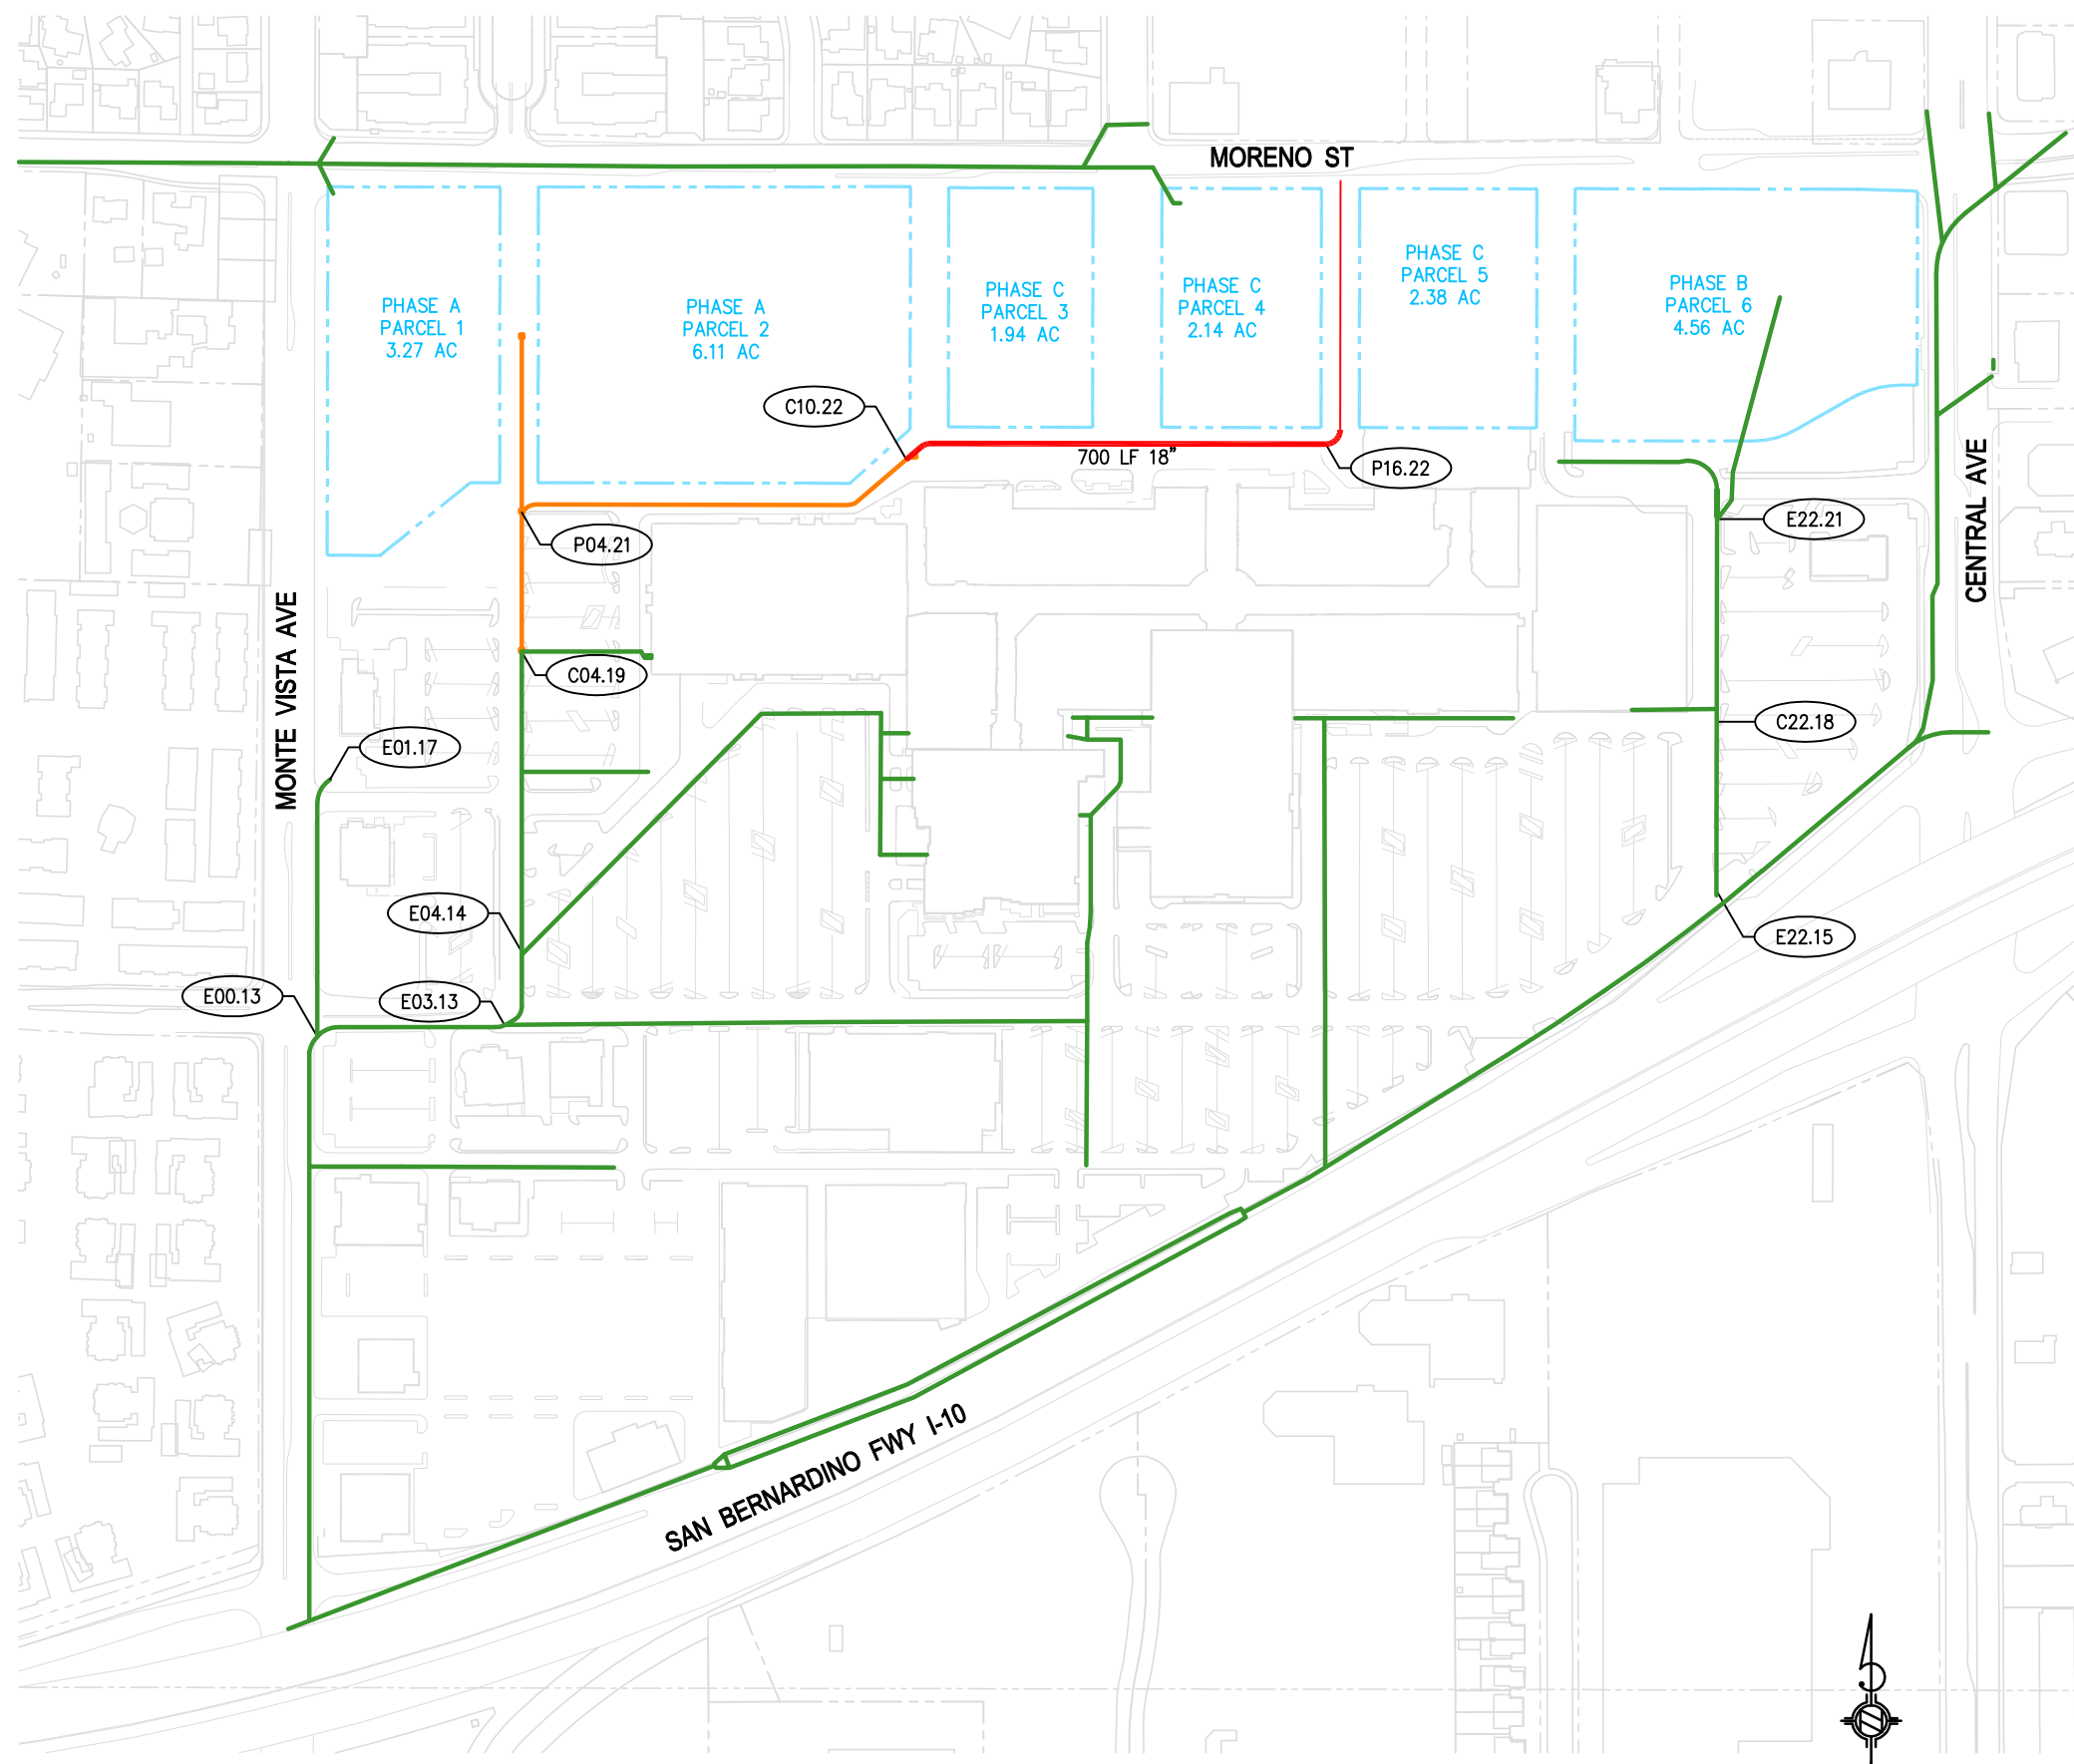 MORENO ST
PHASE A
PARCEL 1
3.27 AC
PHASE A
PARCEL 2
6.11 AC
PHASE C
PARCEL 3
1.94 AC
PHASE C
PARCEL 4
2.14 AC
PHASE C
PARCEL 5
2.38 AC
PHASE B
PARCEL 6
4.56 AC
C10.22
700 LF 18"
P16.22
P04.21
E22.21
CENTRAL AVE
MONTE VISTA AVE
C04.19
E01.17
C22.18
E04.14
E22.15
E00.13
E03.13
SAN BERNARDINO FWY I-10